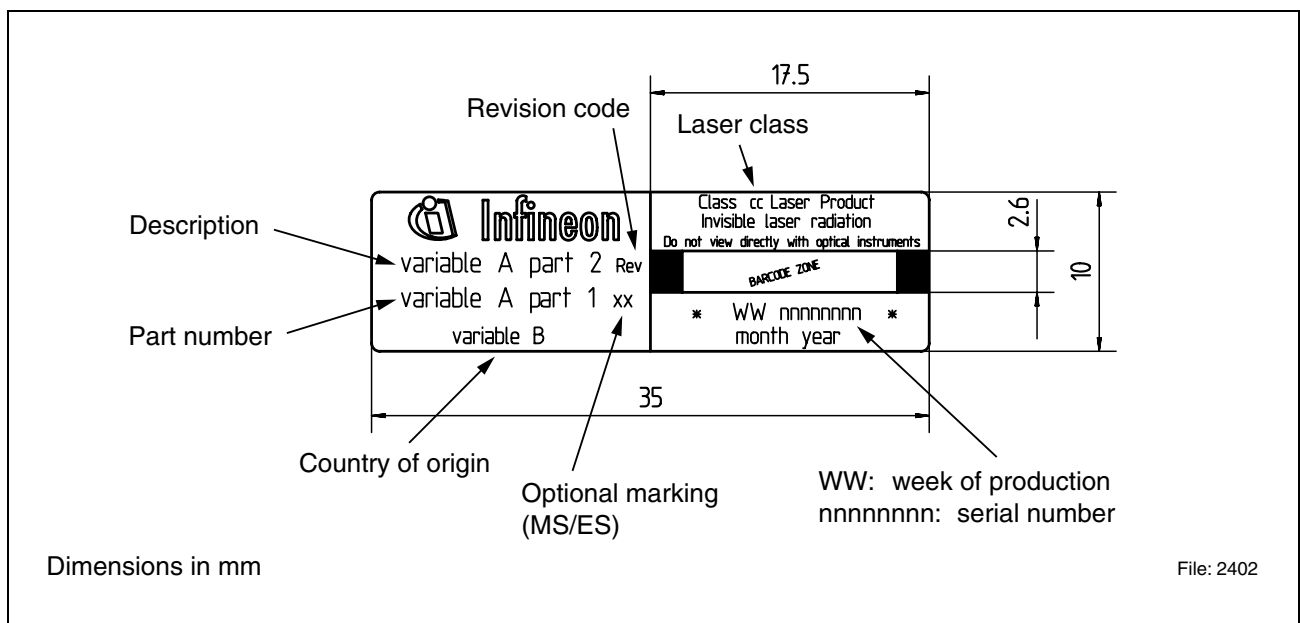 17.5
Revision code
Laser class
Description
Part number
Infineon
variable A part 2 Rev
variable A part 1 xx
variable B
Class cc Laser Product
Invisible laser radiation
Do not view directly with optical instruments
BARCODE ZONE
* WW nnnnnnnn *
month year
2.6
10
35
Country of origin
Optional marking
(MS/ES)
WW: week of production
nnnnnnnn: serial number
Dimensions in mm
File: 2402